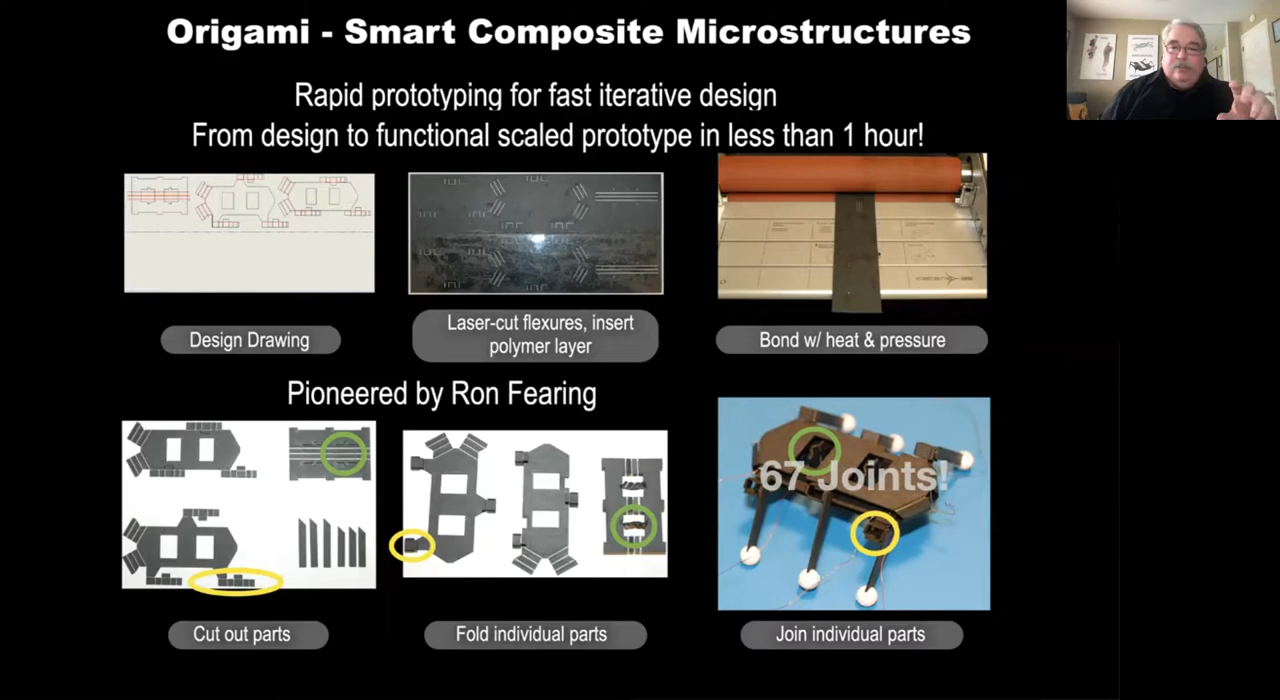 Origami - Smart Composite Microstructures
Rapid prototyping for fast iterative design
From design to functional scaled prototype in less than 1 hour!
Design Drawing
Laser-cut flexures, insert
polymer layer
Bond w/ heat & pressure
Pioneered by Ron Fearing
67 Joints!
Cut out parts
Fold individual parts
Join individual parts